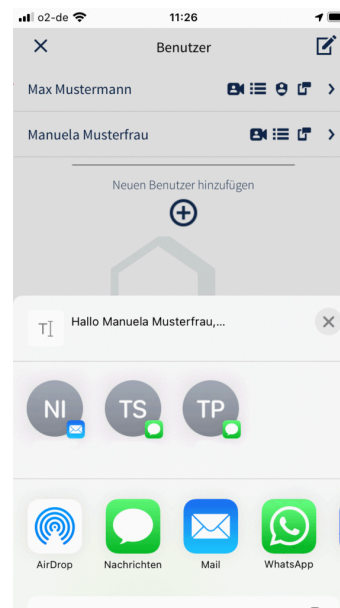 o2-de 11:26
Benutzer
Max Mustermann
Manuela Musterfrau
Neuen Benutzer hinzufügen
Hallo Manuela Musterfrau,...
NI TS TP
AirDrop Nachrichten Mail WhatsApp